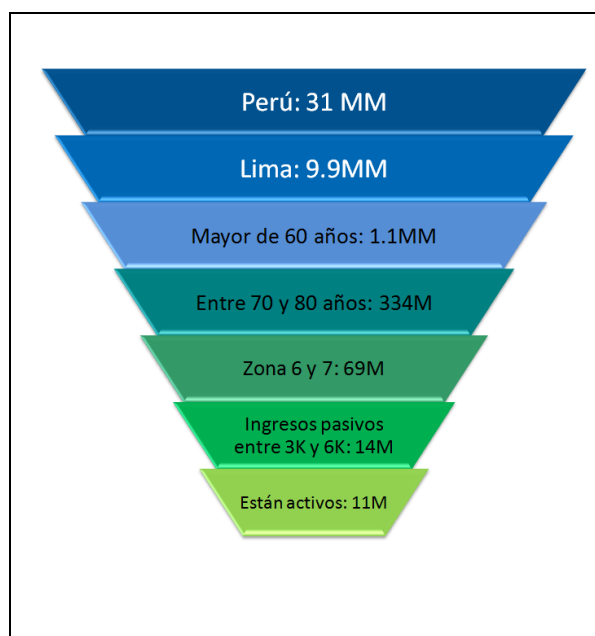 Perú: 31 MM
Lima: 9.9MM
Mayor de 60 años: 1.1MM
Entre 70 y 80 años: 334M
Zona 6 y 7: 69M
Ingresos pasivos
entre 3K y 6K: 14M
Están activos: 11M